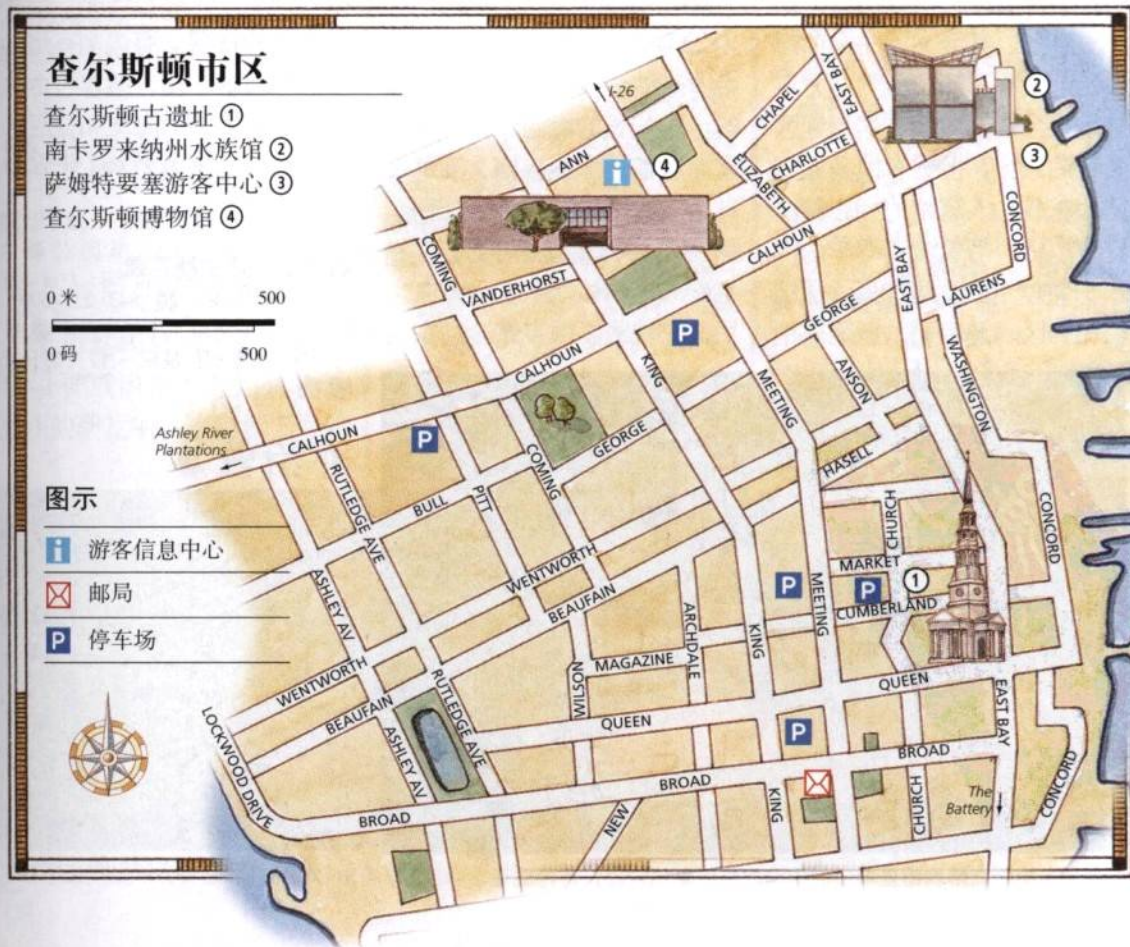 查尔斯顿市区
查尔斯顿古遗址 ①
南卡罗来纳州水族馆 ②
萨姆特要塞游客中心 ③
查尔斯顿博物馆 ④
0 米 500
0 码 500
图示
i 游客信息中心
邮局
P 停车场
I-26
ANN
i
④
CHAPEL
EAST BAY
ELIZABETH
CHARLOTTE
②
③
CONCORD
COMING
VANDERHORST
CALHOUN
EAST BAY
LAURENS
GEORGE
P
KING
MEETING
ANSON
WASHINGTON
CALHOUN
Ashley River
Plantations
CALHOUN
P
COMING
GEORGE
RUTLEDGE AVE
BULL
PITT
HASELL
CHURCH
CONCORD
WENTWORTH
BEAUFAIN
MARKET
①
P
P
CUMBERLAND
ASHLEY AV
ARCHDALE
KING
MEETING
WENTWORTH
BEAUFAIN
RUTLEDGE AVE
MAGAZINE
WILSON
QUEEN
QUEEN
EAST BAY
LOCKWOOD DRIVE
ASHLEY AV
P
BROAD
BROAD
BROAD
NEW
KING
CHURCH
The
Battery
CONCORD